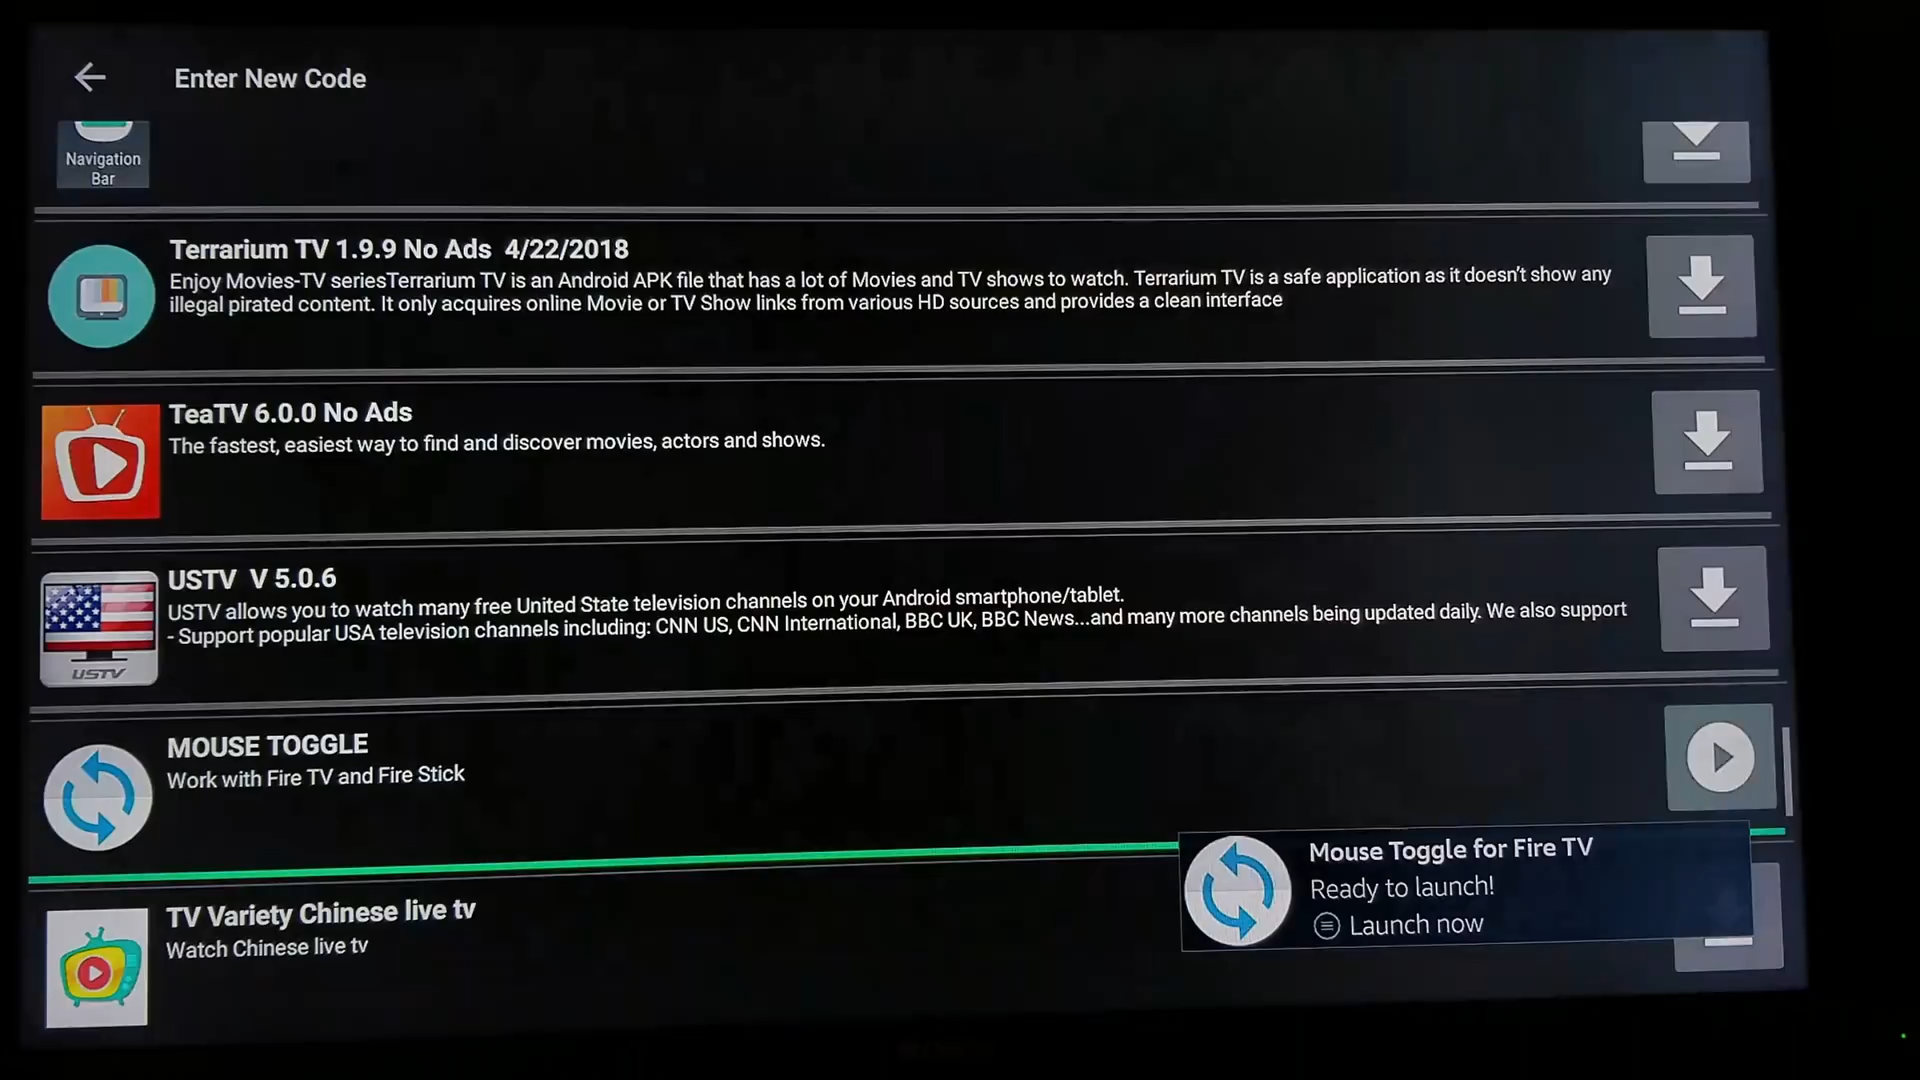 Enter New Code
Navigation
Bar
Terrarium TV 1.9.9 No Ads 4/22/2018
Enjoy Movies-TV seriesTerrarium TV is an Android APK file that has a lot of Movies and TV shows to watch. Terrarium TV is a safe application as it doesn't show any
illegal pirated content. It only acquires online Movie or TV Show links from various HD sources and provides a clean interface
TeaTV 6.0.0 No Ads
The fastest, easiest way to find and discover movies, actors and shows.
USTV V 5.0.6
USTV allows you to watch many free United State television channels on your Android smartphone/tablet.
- Support popular USA television channels including: CNN US, CNN International, BBC UK, BBC News...and many more channels being updated daily. We also support
USTV
MOUSE TOGGLE
Work with Fire TV and Fire Stick
Mouse Toggle for Fire TV
Ready to launch!
Launch now
TV Variety Chinese live tv
Watch Chinese live tv